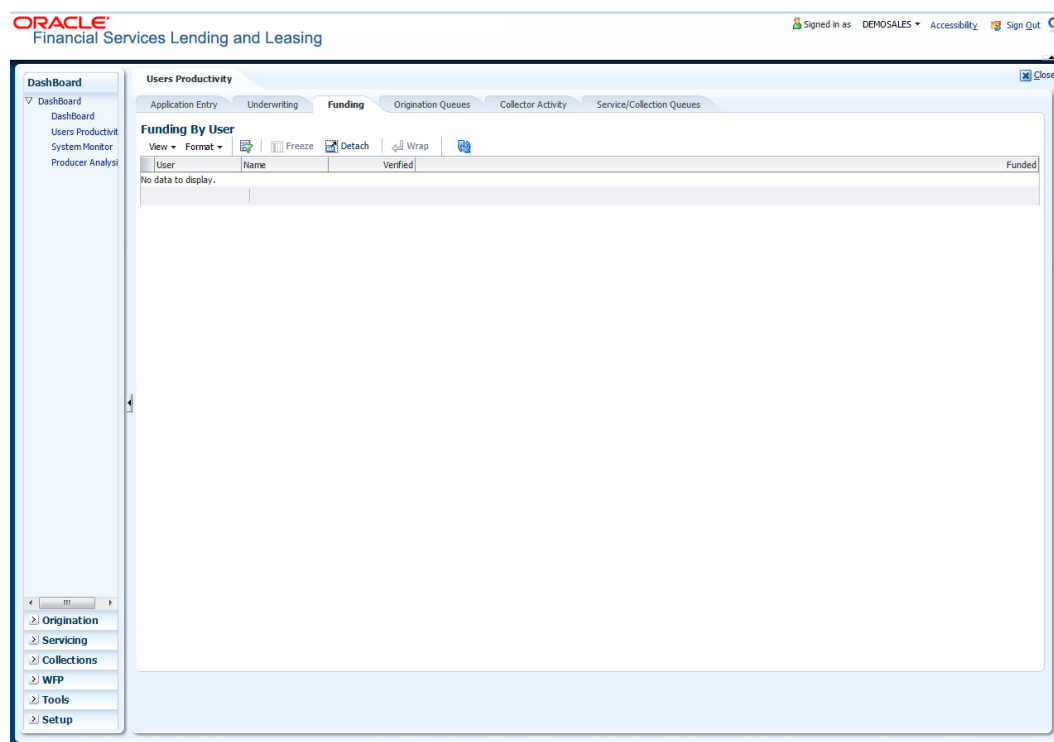 ORACLE
Financial Services Lending and Leasing
Signed in as DEMOSALES Accessibility Sign Out
DashBoard
DashBoard
DashBoard
Users Productivit
System Monitor
Producer Analysi
Origination
Servicing
Collections
WFP
Tools
Setup
Users Productivity
Close
Application Entry Underwriting Funding Origination Queues Collector Activity Service/Collection Queues
Funding By User
View Format Freeze Detach Wrap
User Name Verified Funded
No data to display.